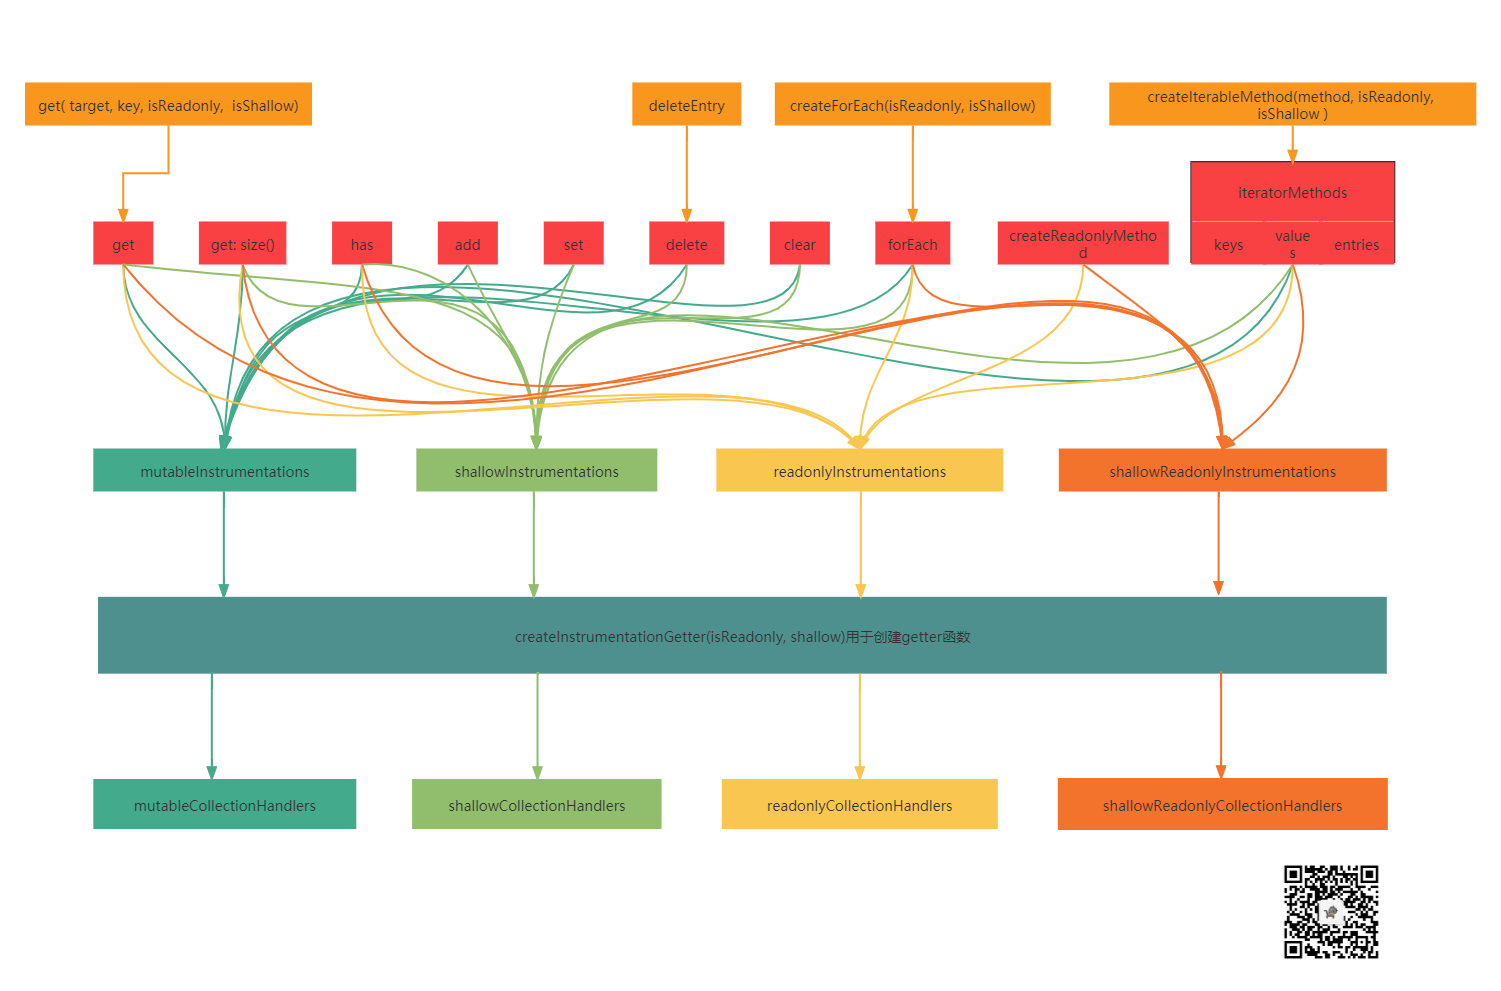 get( target, key, isReadonly,  isShallow)
deleteEntry
createForEach(isReadonly, isShallow)
createIterableMethod(method, isReadonly,
isShallow )
iteratorMethods
get
get: size()
has
add
set
delete
clear
forEach
createReadonlyMetho
d
keys
value
s
entries
mutableInstrumentations
shallowInstrumentations
readonlyInstrumentations
shallowReadonlyInstrumentations
createInstrumentationGetter(isReadonly, shallow)用于创建getter函数
mutableCollectionHandlers
shallowCollectionHandlers
readonlyCollectionHandlers
shallowReadonlyCollectionHandlers